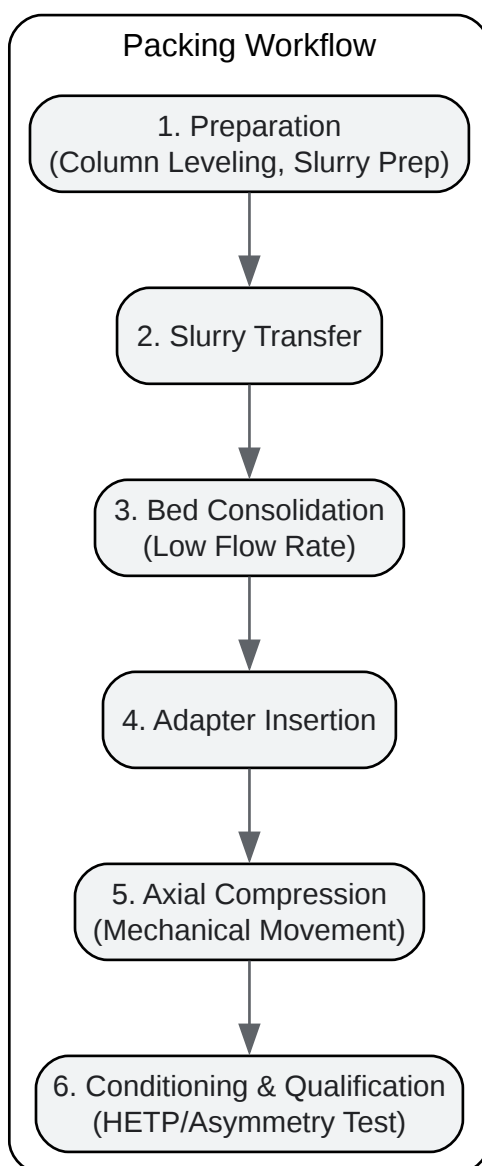 Packing Workflow
1. Preparation
(Column Leveling, Slurry Prep)
2. Slurry Transfer
3. Bed Consolidation
(Low Flow Rate)
4. Adapter Insertion
5. Axial Compression
(Mechanical Movement)
6. Conditioning & Qualification
(HETP/Asymmetry Test)